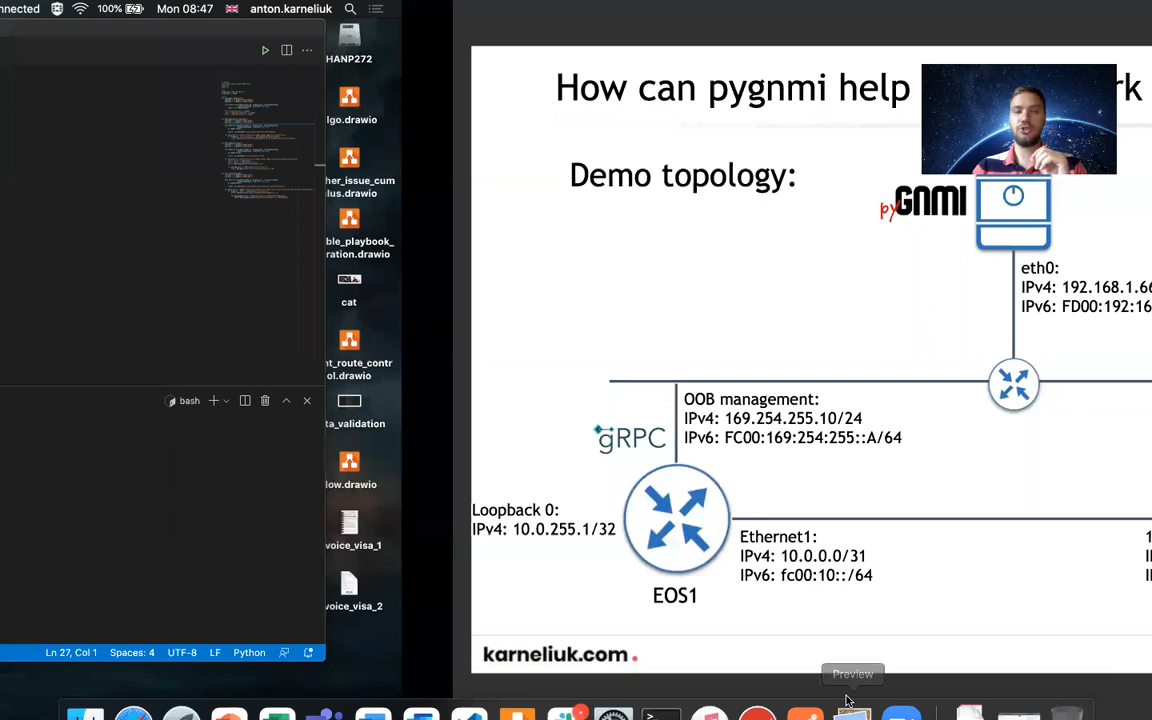 nnected 100% Mon 08:47 anton.karneliuk
HANP272
lgo.drawio
her_issue_cum
lus.drawio
ble_playbook_
ration.drawio
cat
nt_route_contr
ol.drawio
ta_validation
low.drawio
voice_visa_1
voice_visa_2
bash
Ln 27, Col 1 Spaces: 4 UTF-8 LF Python
How can pygnmi help rk
Demo topology:
pyGNMI
eth0:
IPv4: 192.168.1.66
IPv6: FD00:192:16
OOB management:
IPv4: 169.254.255.10/24
IPv6: FC00:169:254:255::A/64
gRPC
Loopback 0:
IPv4: 10.0.255.1/32
Ethernet1:
IPv4: 10.0.0.0/31
IPv6: fc00:10::/64
EOS1
karneliuk.com.
Preview